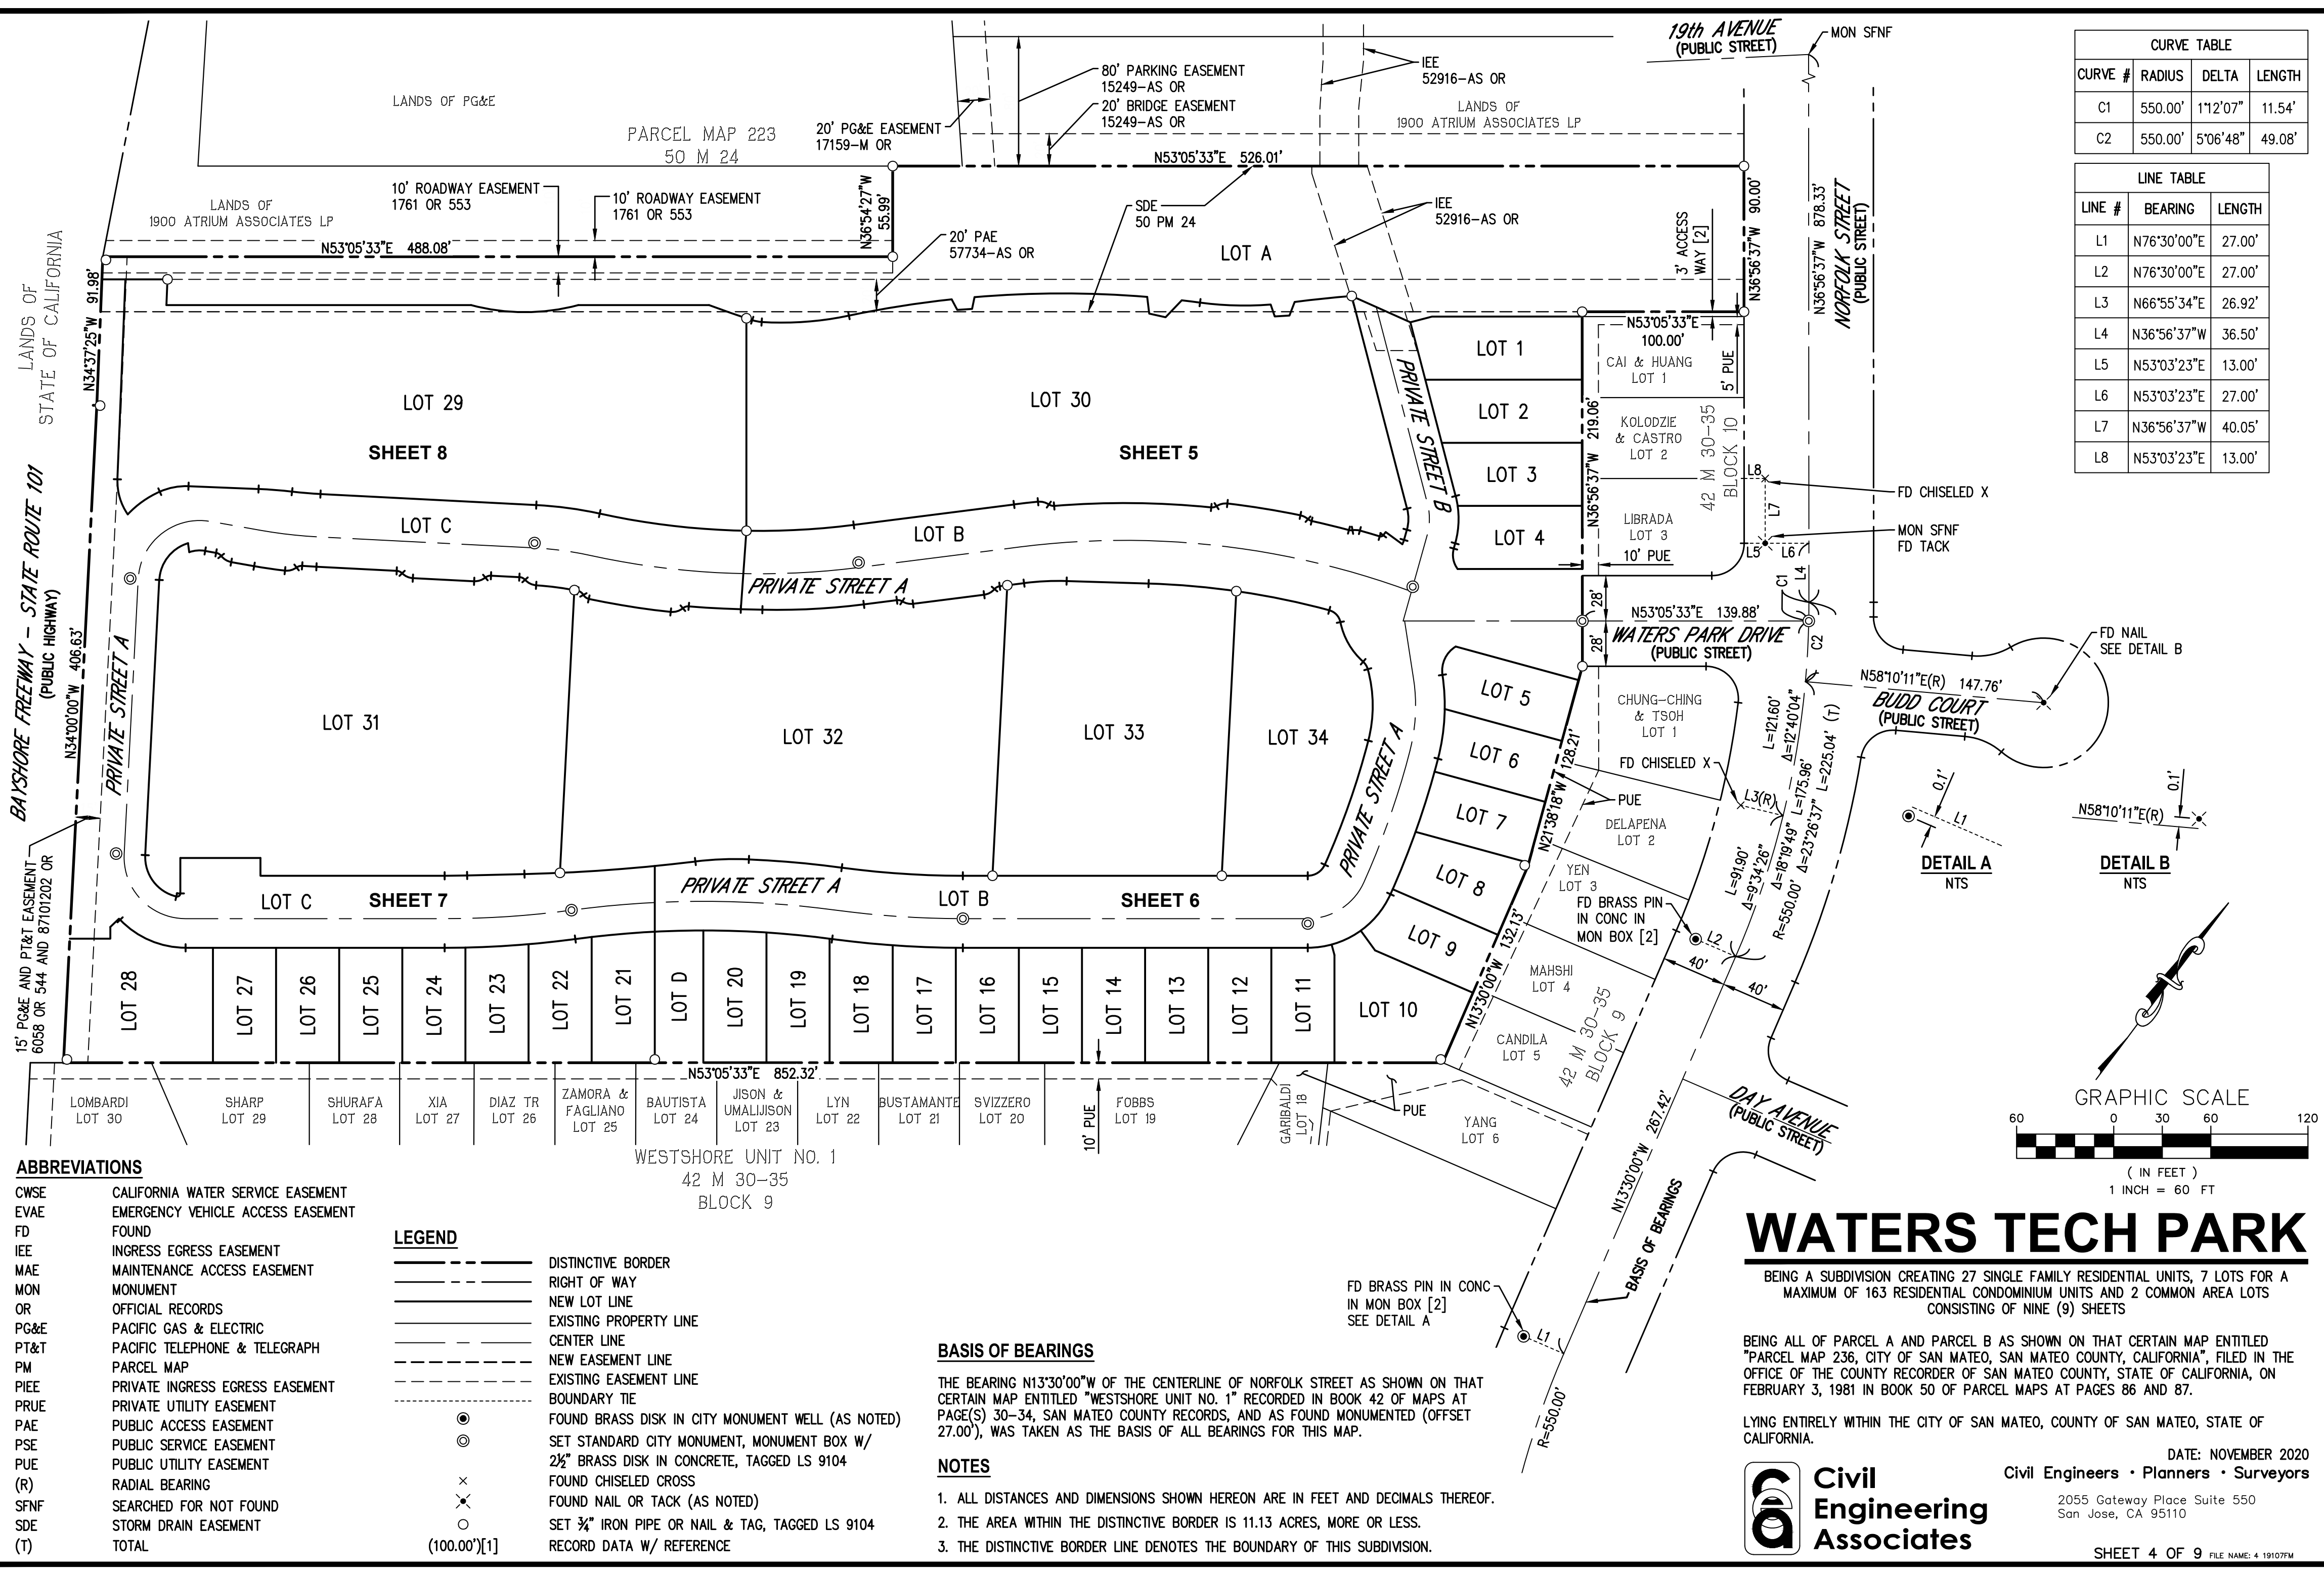 19th AVENUE
(PUBLIC STREET)
MON SFNF
LANDS OF PG&E
PARCEL MAP 223
50 M 24
20' PG&E EASEMENT
17159-M OR
80' PARKING EASEMENT
15249-AS OR
20' BRIDGE EASEMENT
15249-AS OR
IEE
52916-AS OR
LANDS OF
1900 ATRIUM ASSOCIATES LP
N53°05'33"E 526.01'
CURVE TABLE
CURVE # RADIUS DELTA LENGTH
C1 550.00' 1°12'07" 11.54'
C2 550.00' 5°06'48" 49.08'
LINE TABLE
LINE # BEARING LENGTH
L1 N76°30'00"E 27.00'
L2 N76°30'00"E 27.00'
L3 N66°55'34"E 26.92'
L4 N36°56'37"W 36.50'
L5 N53°03'23"E 13.00'
L6 N53°03'23"E 27.00'
L7 N36°56'37"W 40.05'
L8 N53°03'23"E 13.00'
LANDS OF
1900 ATRIUM ASSOCIATES LP
10' ROADWAY EASEMENT
1761 OR 553
10' ROADWAY EASEMENT
1761 OR 553
N36°54'27"W
55.99'
N53°05'33"E 488.08'
20' PAE
57734-AS OR
SDE
50 PM 24
IEE
52916-AS OR
LOT A
3' ACCESS
WAY [2]
N36°56'37"W 90.00'
N36°56'37"W 878.33'
NORFOLK STREET
(PUBLIC STREET)
LANDS OF
STATE OF CALIFORNIA
N34°37'25"W 91.98'
BAYSHORE FREEWAY - STATE ROUTE 101
(PUBLIC HIGHWAY)
N34°00'00"W 406.63'
15' PG&E AND PT&T EASEMENT
6058 OR 544 AND 87101202 OR
LOT 29
SHEET 8
LOT 30
SHEET 5
PRIVATE STREET B
LOT 1
LOT 2
LOT 3
LOT 4
N53°05'33"E
100.00'
CAI & HUANG
LOT 1
5' PUE
N36°56'37"W 219.06'
KOLODZIE
& CASTRO
LOT 2
42 M 30-35
BLOCK 10
LIBRADA
LOT 3
10' PUE
L8
L7
L5
L6
L4
C1
C2
FD CHISELED X
MON SFNF
FD TACK
LOT C
LOT B
PRIVATE STREET A
PRIVATE STREET A
28'
28'
N53°05'33"E 139.88'
WATERS PARK DRIVE
(PUBLIC STREET)
FD NAIL
SEE DETAIL B
N58°10'11"E(R) 147.76'
BUDD COURT
(PUBLIC STREET)
LOT 31
LOT 32
LOT 33
LOT 34
PRIVATE STREET A
LOT 5
LOT 6
LOT 7
LOT 8
LOT 9
CHUNG-CHING
& TSOH
LOT 1
FD CHISELED X
L3(R)
PUE
N21°38'18"W 128.21'
DELAPENA
LOT 2
YEN
LOT 3
FD BRASS PIN
IN CONC IN
MON BOX [2]
L2
L=121.60'
Δ=12°40'04"
L=91.90'
Δ=9°34'26"
Δ=18°19'49" L=175.96'
R=550.00' Δ=23°26'37" L=225.04' (T)
40'
40'
MAHSHI
LOT 4
N13°30'00"W 132.13'
CANDILA
LOT 5
42 M 30-35
BLOCK 9
0.1'
L1
DETAIL A
NTS
N58°10'11"E(R)
0.1'
DETAIL B
NTS
LOT C
SHEET 7
PRIVATE STREET A
LOT B
SHEET 6
LOT 28
LOT 27
LOT 26
LOT 25
LOT 24
LOT 23
LOT 22
LOT 21
LOT D
LOT 20
LOT 19
LOT 18
LOT 17
LOT 16
LOT 15
LOT 14
LOT 13
LOT 12
LOT 11
LOT 10
N53°05'33"E 852.32'
LOMBARDI
LOT 30
SHARP
LOT 29
SHURAFA
LOT 28
XIA
LOT 27
DIAZ TR
LOT 26
ZAMORA &
FAGLIANO
LOT 25
BAUTISTA
LOT 24
JISON &
UMALIJISON
LOT 23
LYN
LOT 22
BUSTAMANTE
LOT 21
SVIZZERO
LOT 20
10' PUE
FOBBS
LOT 19
GARIBALDI
LOT 18
PUE
YANG
LOT 6
WESTSHORE UNIT NO. 1
42 M 30-35
BLOCK 9
DAY AVENUE
(PUBLIC STREET)
N13°30'00"W 267.42'
BASIS OF BEARINGS
FD BRASS PIN IN CONC
IN MON BOX [2]
SEE DETAIL A
L1
R=550.00'
GRAPHIC SCALE
60 0 30 60 120
( IN FEET )
1 INCH = 60 FT
ABBREVIATIONS
CWSE CALIFORNIA WATER SERVICE EASEMENT
EVAE EMERGENCY VEHICLE ACCESS EASEMENT
FD FOUND
IEE INGRESS EGRESS EASEMENT
MAE MAINTENANCE ACCESS EASEMENT
MON MONUMENT
OR OFFICIAL RECORDS
PG&E PACIFIC GAS & ELECTRIC
PT&T PACIFIC TELEPHONE & TELEGRAPH
PM PARCEL MAP
PIEE PRIVATE INGRESS EGRESS EASEMENT
PRUE PRIVATE UTILITY EASEMENT
PAE PUBLIC ACCESS EASEMENT
PSE PUBLIC SERVICE EASEMENT
PUE PUBLIC UTILITY EASEMENT
(R) RADIAL BEARING
SFNF SEARCHED FOR NOT FOUND
SDE STORM DRAIN EASEMENT
(T) TOTAL
LEGEND
DISTINCTIVE BORDER
RIGHT OF WAY
NEW LOT LINE
EXISTING PROPERTY LINE
CENTER LINE
NEW EASEMENT LINE
EXISTING EASEMENT LINE
BOUNDARY TIE
FOUND BRASS DISK IN CITY MONUMENT WELL (AS NOTED)
SET STANDARD CITY MONUMENT, MONUMENT BOX W/
2½" BRASS DISK IN CONCRETE, TAGGED LS 9104
FOUND CHISELED CROSS
FOUND NAIL OR TACK (AS NOTED)
SET ¾" IRON PIPE OR NAIL & TAG, TAGGED LS 9104
(100.00')[1] RECORD DATA W/ REFERENCE
BASIS OF BEARINGS
THE BEARING N13°30'00"W OF THE CENTERLINE OF NORFOLK STREET AS SHOWN ON THAT
CERTAIN MAP ENTITLED "WESTSHORE UNIT NO. 1" RECORDED IN BOOK 42 OF MAPS AT
PAGE(S) 30-34, SAN MATEO COUNTY RECORDS, AND AS FOUND MONUMENTED (OFFSET
27.00'), WAS TAKEN AS THE BASIS OF ALL BEARINGS FOR THIS MAP.
NOTES
1. ALL DISTANCES AND DIMENSIONS SHOWN HEREON ARE IN FEET AND DECIMALS THEREOF.
2. THE AREA WITHIN THE DISTINCTIVE BORDER IS 11.13 ACRES, MORE OR LESS.
3. THE DISTINCTIVE BORDER LINE DENOTES THE BOUNDARY OF THIS SUBDIVISION.
WATERS TECH PARK
BEING A SUBDIVISION CREATING 27 SINGLE FAMILY RESIDENTIAL UNITS, 7 LOTS FOR A
MAXIMUM OF 163 RESIDENTIAL CONDOMINIUM UNITS AND 2 COMMON AREA LOTS
CONSISTING OF NINE (9) SHEETS
BEING ALL OF PARCEL A AND PARCEL B AS SHOWN ON THAT CERTAIN MAP ENTITLED
"PARCEL MAP 236, CITY OF SAN MATEO, SAN MATEO COUNTY, CALIFORNIA", FILED IN THE
OFFICE OF THE COUNTY RECORDER OF SAN MATEO COUNTY, STATE OF CALIFORNIA, ON
FEBRUARY 3, 1981 IN BOOK 50 OF PARCEL MAPS AT PAGES 86 AND 87.
LYING ENTIRELY WITHIN THE CITY OF SAN MATEO, COUNTY OF SAN MATEO, STATE OF
CALIFORNIA.
DATE: NOVEMBER 2020
cea
Civil
Engineering
Associates
Civil Engineers • Planners • Surveyors
2055 Gateway Place Suite 550
San Jose, CA 95110
SHEET 4 OF 9 FILE NAME: 4 19107FM